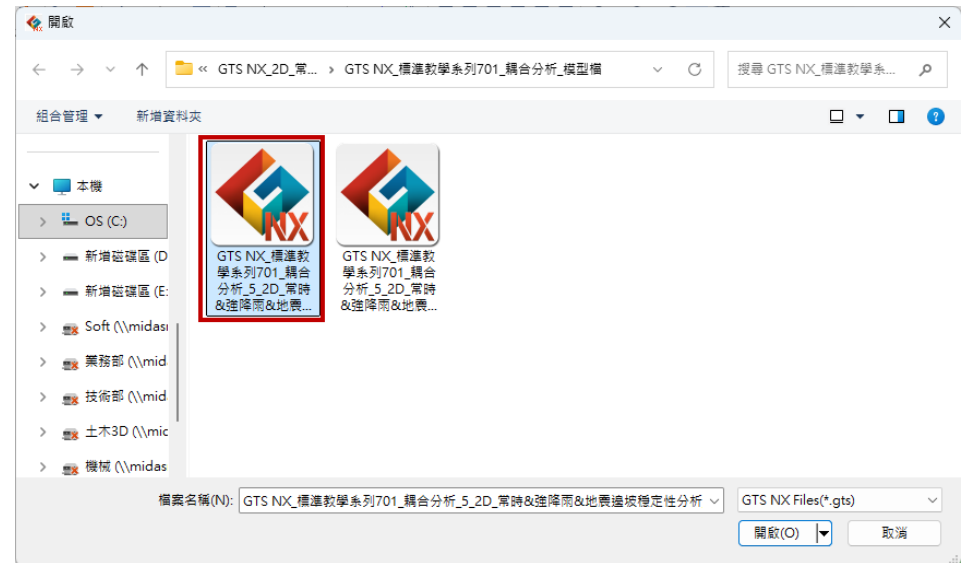 開啟
« GTS NX_2D_常... › GTS NX_標準教學系列701_耦合分析_模型檔
搜尋 GTS NX_標準教學系...
組合管理
新增資料夾
本機
OS (C:)
新增磁碟區 (D
新增磁碟區 (E:
Soft (\\midas
業務部 (\\mid
技術部 (\\mid
土木3D (\\mic
機械 (\\midas
NX
GTS NX_標準教
學系列701_耦合
分析_5_2D_常時
&強降雨&地震...
NX
GTS NX_標準教
學系列701_耦合
分析_5_2D_常時
&強降雨&地震...
檔案名稱(N): GTS NX_標準教學系列701_耦合分析_5_2D_常時&強降雨&地震邊坡穩定性分析
GTS NX Files(*.gts)
開啟(O)
取消